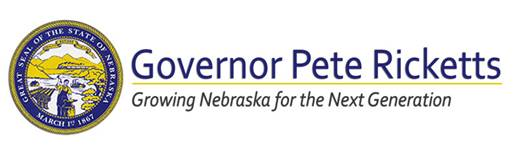 GREAT SEAL OF THE STATE OF NEBRASKA
MARCH 1ST 1867
Governor Pete Ricketts
Growing Nebraska for the Next Generation